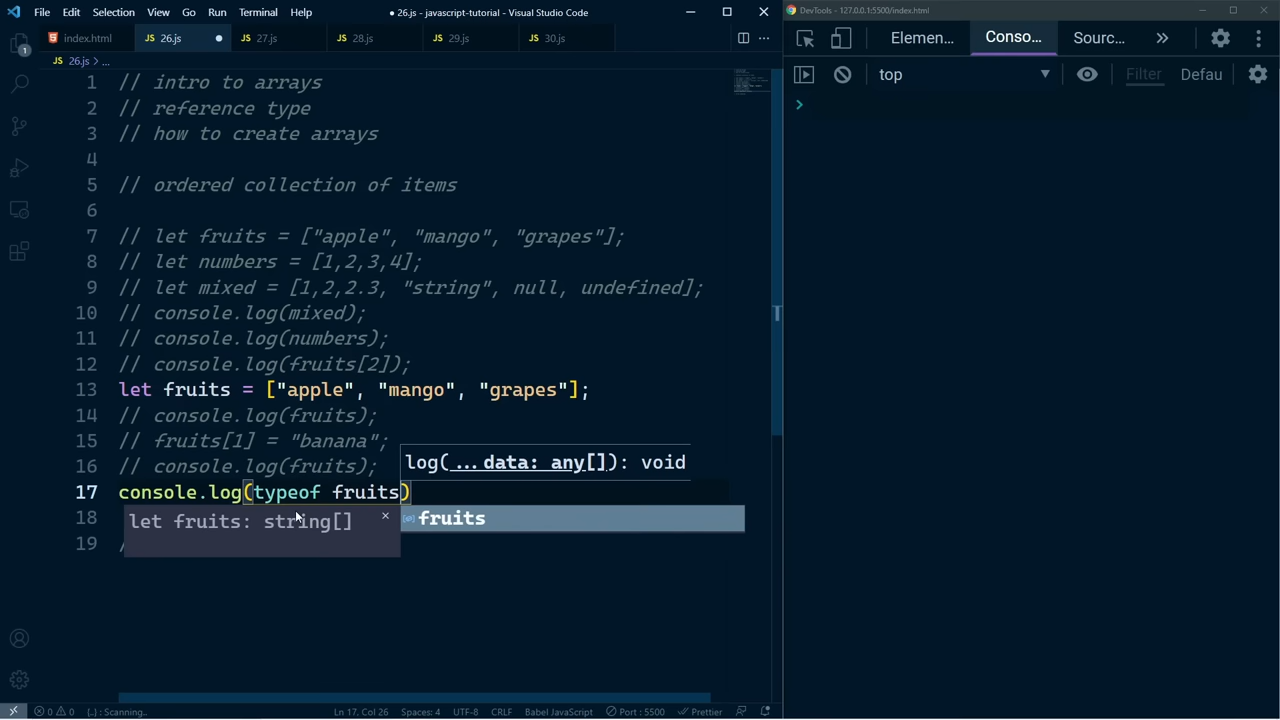 File Edit Selection View Go Run Terminal Help
● 26.js - javascript-tutorial - Visual Studio Code
DevTools - 127.0.0.1:5500/index.html
index.html JS 26.js ● JS 27.js JS 28.js JS 29.js JS 30.js
Elemen... Conso... Sourc... »
1
JS 26.js > ...
top Filter Defau
1 // intro to arrays
2 // reference type
3 // how to create arrays
4
5 // ordered collection of items
6
7 // let fruits = ["apple", "mango", "grapes"];
8 // let numbers = [1,2,3,4];
9 // let mixed = [1,2,2.3, "string", null, undefined];
10 // console.log(mixed);
11 // console.log(numbers);
12 // console.log(fruits[2]);
13 let fruits = ["apple", "mango", "grapes"];
14 // console.log(fruits);
15 // fruits[1] = "banana";
log(...data: any[]): void
16 // console.log(fruits);
17 console.log(typeof fruits)
18
let fruits: string[] ×
fruits
19 /
0 0 {..} : Scanning.. Ln 17, Col 26 Spaces: 4 UTF-8 CRLF Babel JavaScript Port : 5500 Prettier